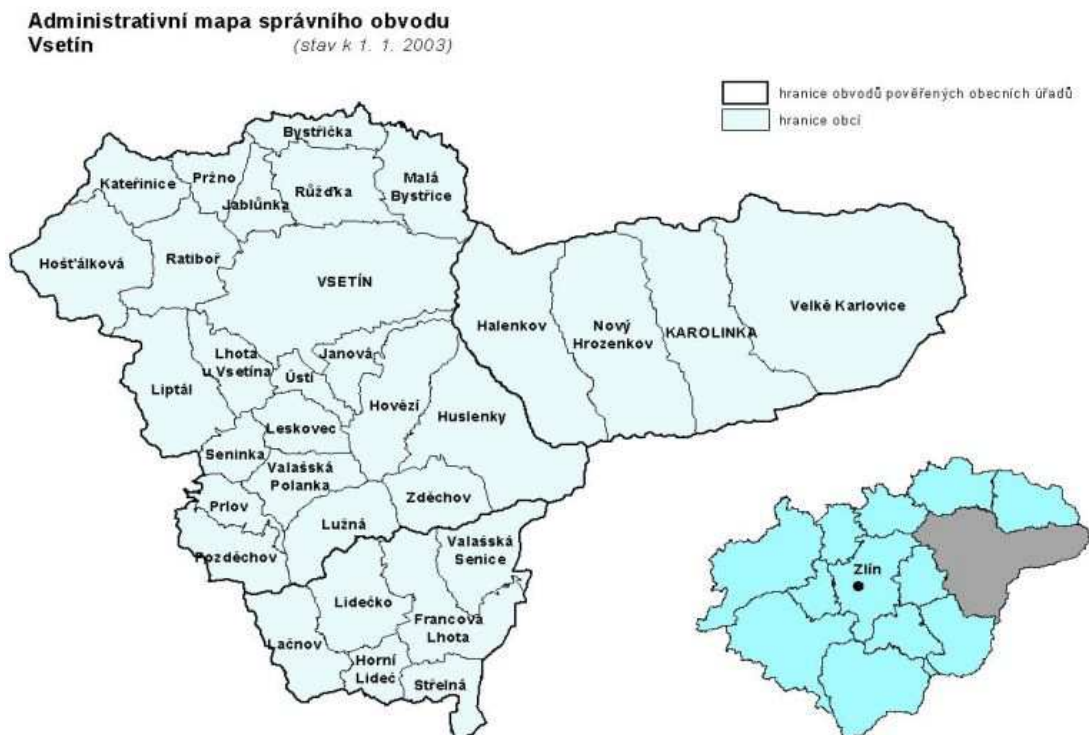 Administrativní mapa správního obvodu
Vsetín (stav k 1. 1. 2003)
hranice obvodů pověřených obecních úřadů
hranice obcí
Bystřička
Kateřinice
Pržno
Jablůnka
Růžďka
Malá
Bystřice
Hošťálková
Ratiboř
VSETÍN
Halenkov
Nový
Hrozenkov
KAROLINKA
Velké Karlovice
Liptál
Lhota
u Vsetína
Ústí
Janová
Hovězí
Huslenky
Leskovec
Seninka
Valašská
Polanka
Zděchov
Prlov
Lužná
Pozděchov
Valašská
Senice
Lidečko
Francova
Lhota
Lačnov
Horní
Lideč
Střelná
Zlín